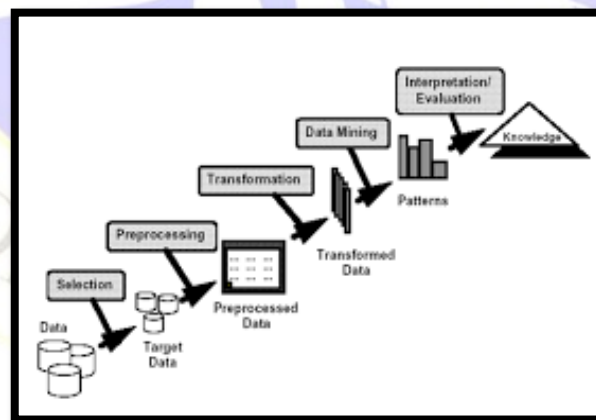 Interpretation/
Evaluation
Data Mining
Knowledge
Transformation
Patterns
Preprocessing
Transformed
Data
Selection
Preprocessed
Data
Data
Target
Data